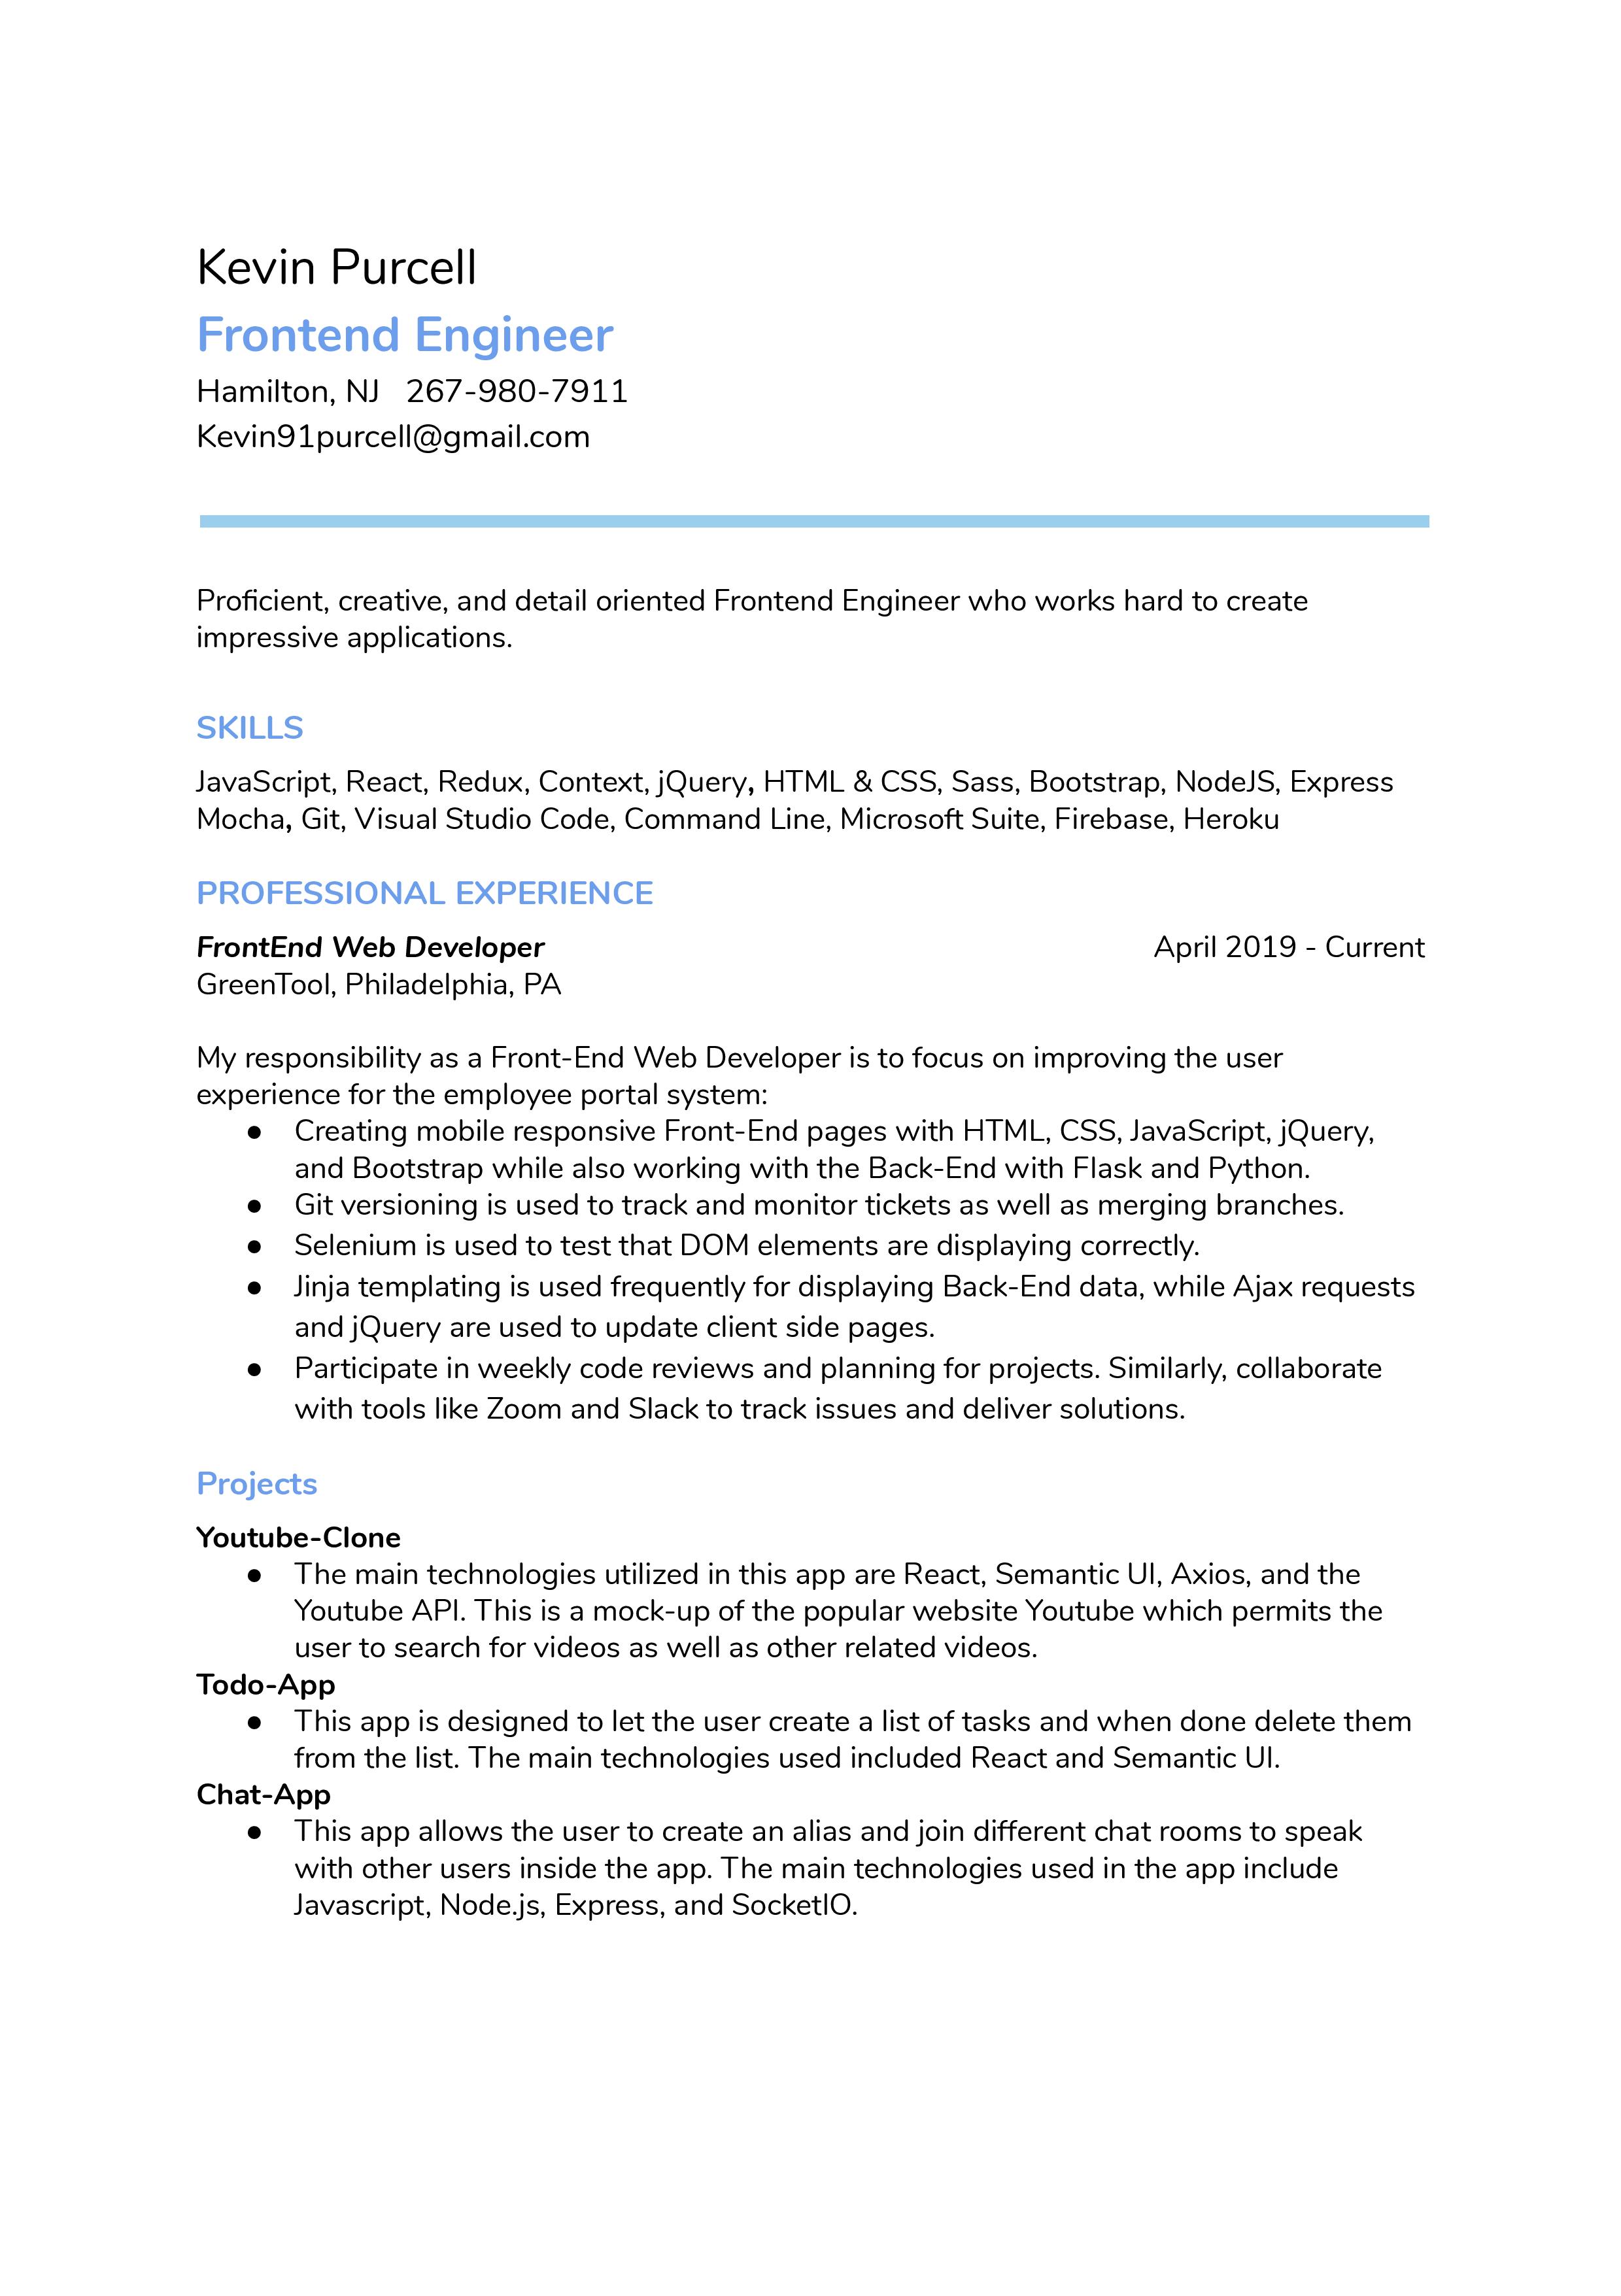 Kevin Purcell
Frontend Engineer
Hamilton, NJ 267-980-7911
Kevin91purcell@gmail.com
Proficient, creative, and detail oriented Frontend Engineer who works hard to create
impressive applications.
SKILLS
JavaScript, React, Redux, Context, jQuery, HTML & CSS, Sass, Bootstrap, NodeJS, Express
Mocha, Git, Visual Studio Code, Command Line, Microsoft Suite, Firebase, Heroku
PROFESSIONAL EXPERIENCE
FrontEnd Web Developer April 2019 - Current
GreenTool, Philadelphia, PA
My responsibility as a Front-End Web Developer is to focus on improving the user
experience for the employee portal system:
● Creating mobile responsive Front-End pages with HTML, CSS, JavaScript, jQuery,
and Bootstrap while also working with the Back-End with Flask and Python.
● Git versioning is used to track and monitor tickets as well as merging branches.
● Selenium is used to test that DOM elements are displaying correctly.
● Jinja templating is used frequently for displaying Back-End data, while Ajax requests
and jQuery are used to update client side pages.
● Participate in weekly code reviews and planning for projects. Similarly, collaborate
with tools like Zoom and Slack to track issues and deliver solutions.
Projects
Youtube-Clone
● The main technologies utilized in this app are React, Semantic UI, Axios, and the
Youtube API. This is a mock-up of the popular website Youtube which permits the
user to search for videos as well as other related videos.
Todo-App
● This app is designed to let the user create a list of tasks and when done delete them
from the list. The main technologies used included React and Semantic UI.
Chat-App
● This app allows the user to create an alias and join different chat rooms to speak
with other users inside the app. The main technologies used in the app include
Javascript, Node.js, Express, and SocketIO.